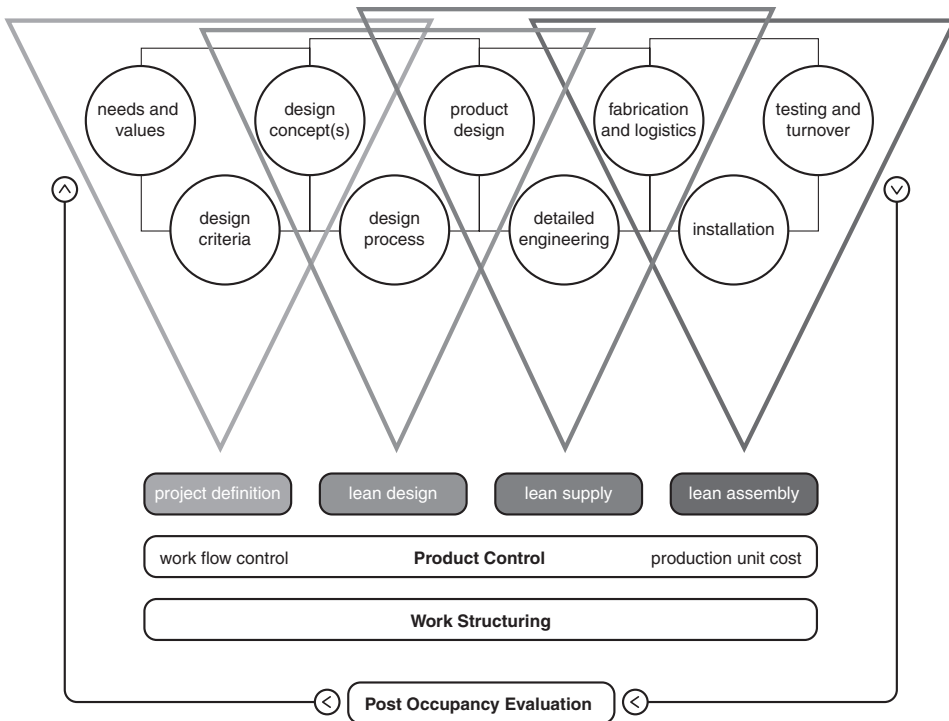 needs and
values
design
concept(s)
product
design
fabrication
and logistics
testing and
turnover
design
criteria
design
process
detailed
engineering
installation
project definition
lean design
lean supply
lean assembly
work flow control
Product Control
production unit cost
Work Structuring
Post Occupancy Evaluation